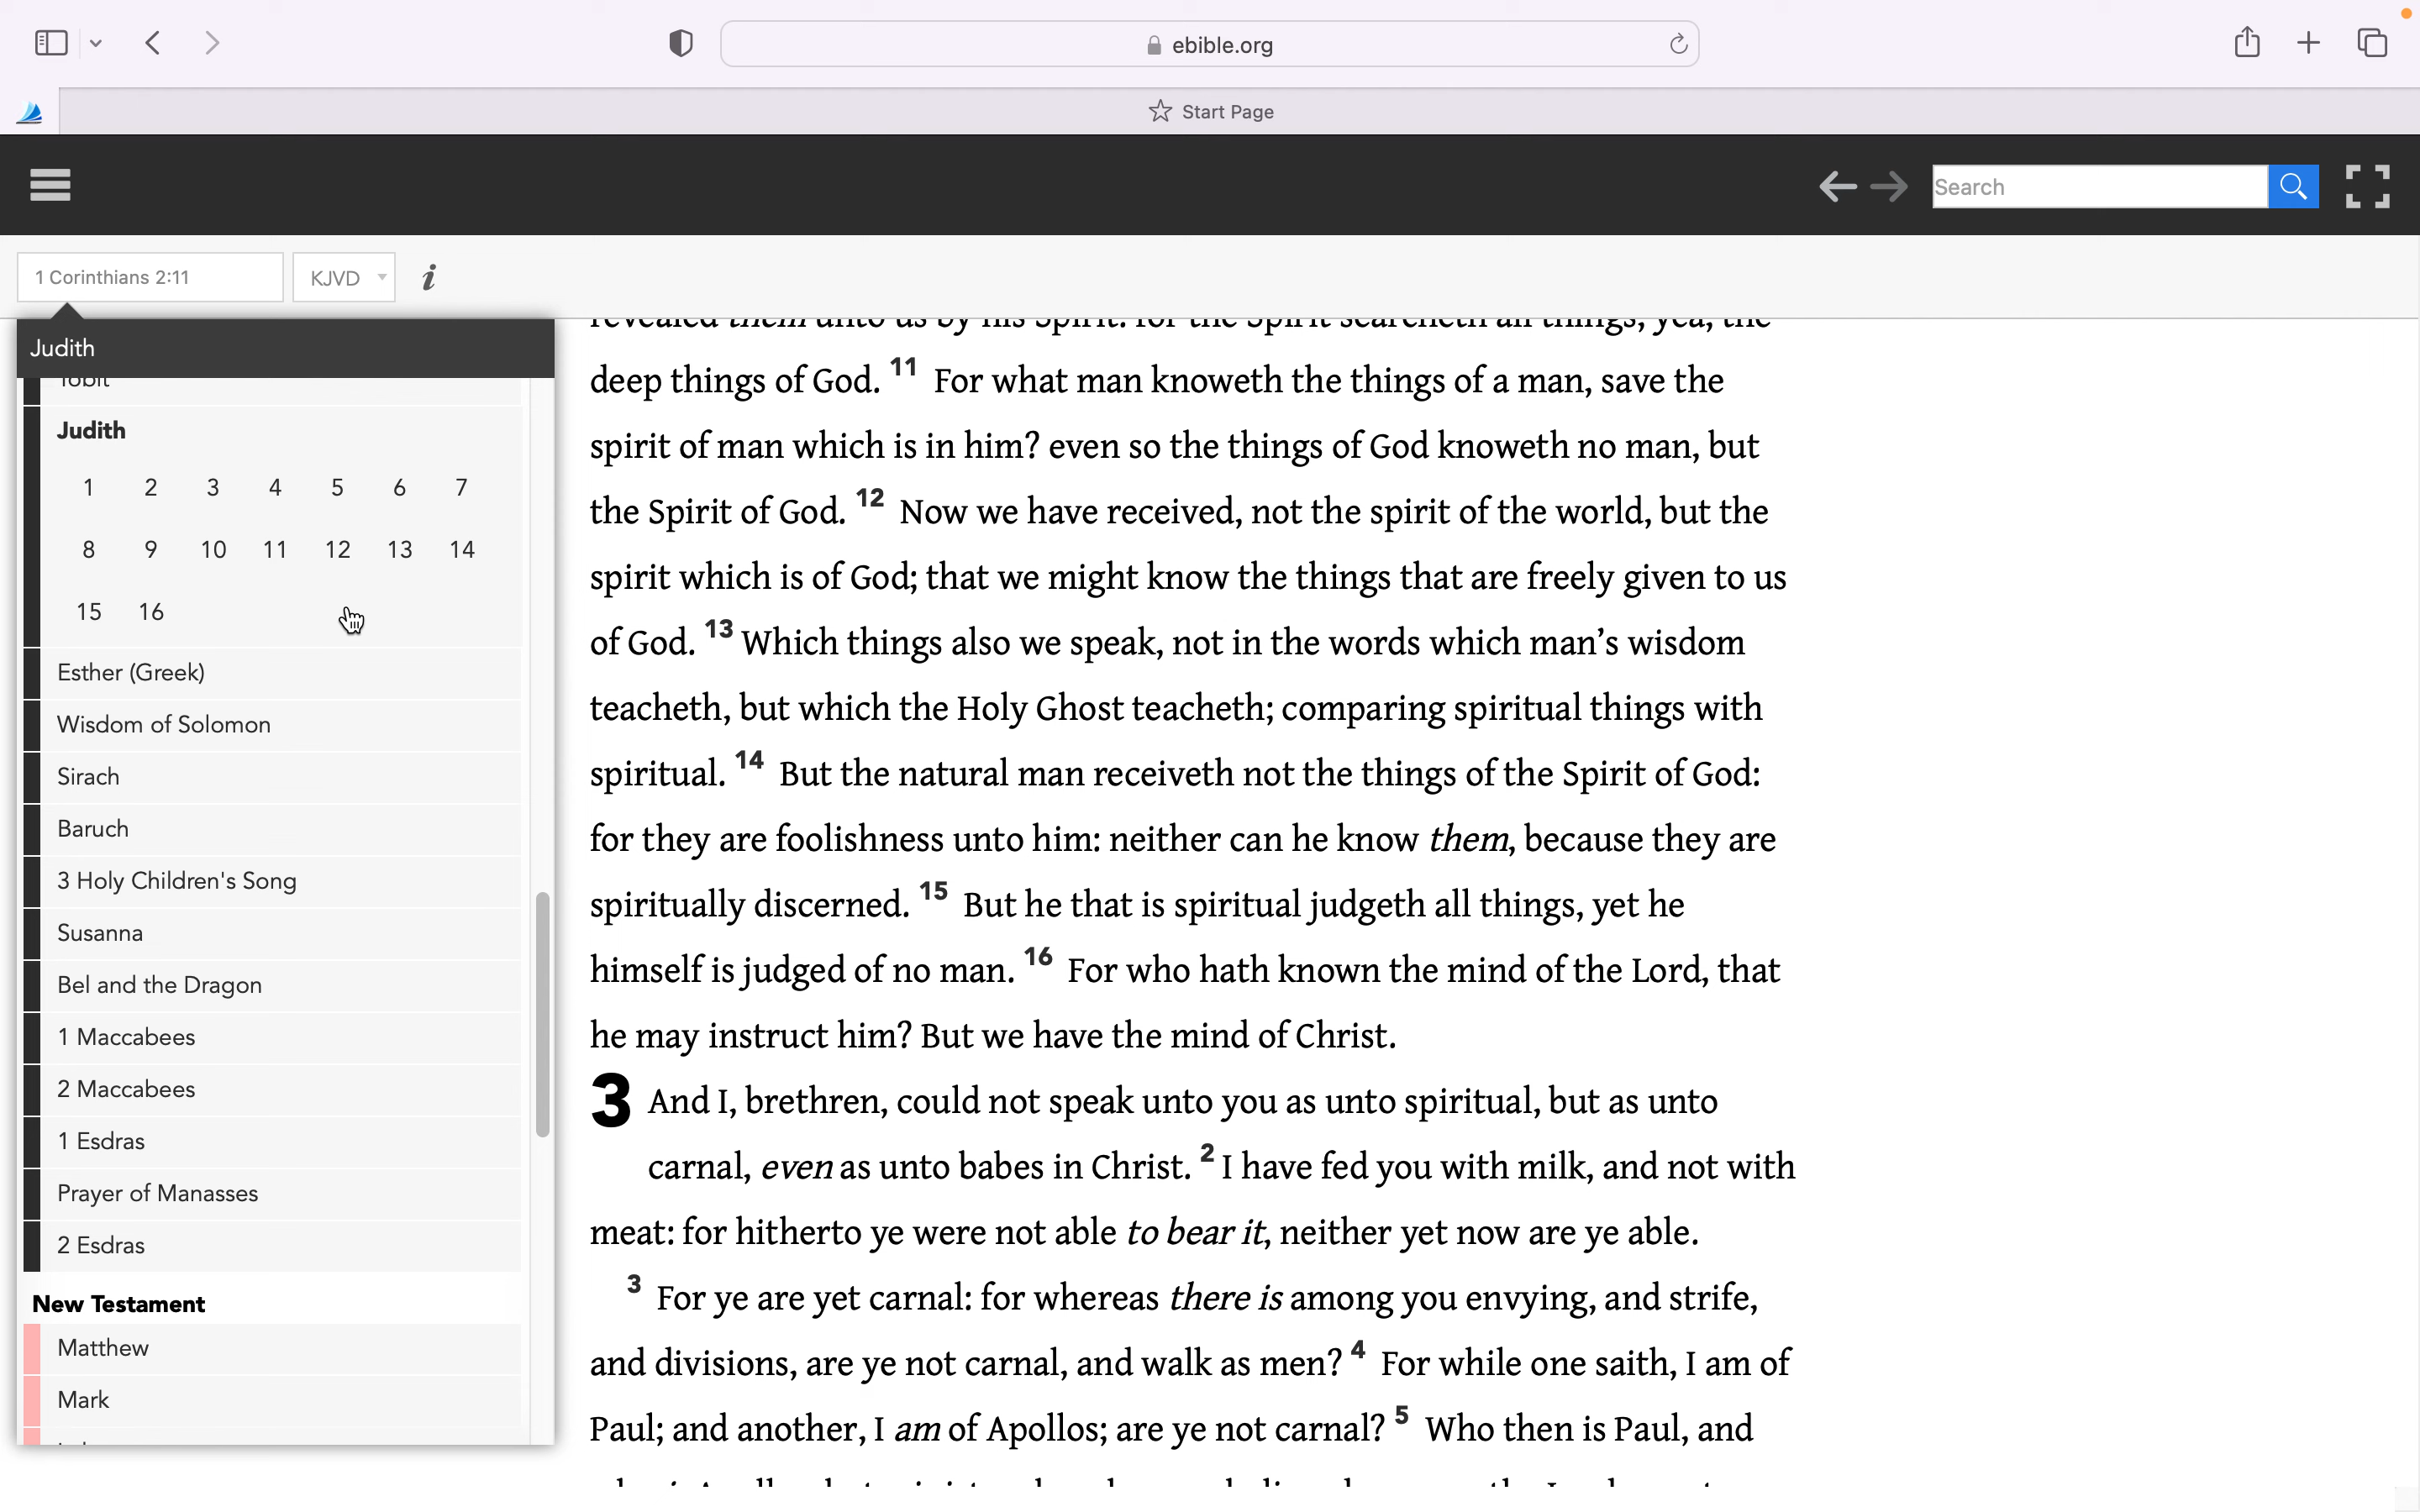 ebible.org
Start Page
Search
1 Corinthians 2:11
KJVD
i
Judith
Tobit
Judith
1 2 3 4 5 6 7
8 9 10 11 12 13 14
15 16
Esther (Greek)
Wisdom of Solomon
Sirach
Baruch
3 Holy Children's Song
Susanna
Bel and the Dragon
1 Maccabees
2 Maccabees
1 Esdras
Prayer of Manasses
2 Esdras
New Testament
Matthew
Mark
revealed them unto us by his Spirit: for the Spirit searcheth all things, yea, the
deep things of God. 11 For what man knoweth the things of a man, save the
spirit of man which is in him? even so the things of God knoweth no man, but
the Spirit of God. 12 Now we have received, not the spirit of the world, but the
spirit which is of God; that we might know the things that are freely given to us
of God. 13 Which things also we speak, not in the words which man’s wisdom
teacheth, but which the Holy Ghost teacheth; comparing spiritual things with
spiritual. 14 But the natural man receiveth not the things of the Spirit of God:
for they are foolishness unto him: neither can he know them, because they are
spiritually discerned. 15 But he that is spiritual judgeth all things, yet he
himself is judged of no man. 16 For who hath known the mind of the Lord, that
he may instruct him? But we have the mind of Christ.
3 And I, brethren, could not speak unto you as unto spiritual, but as unto
carnal, even as unto babes in Christ. 2 I have fed you with milk, and not with
meat: for hitherto ye were not able to bear it, neither yet now are ye able.
3 For ye are yet carnal: for whereas there is among you envying, and strife,
and divisions, are ye not carnal, and walk as men? 4 For while one saith, I am of
Paul; and another, I am of Apollos; are ye not carnal? 5 Who then is Paul, and